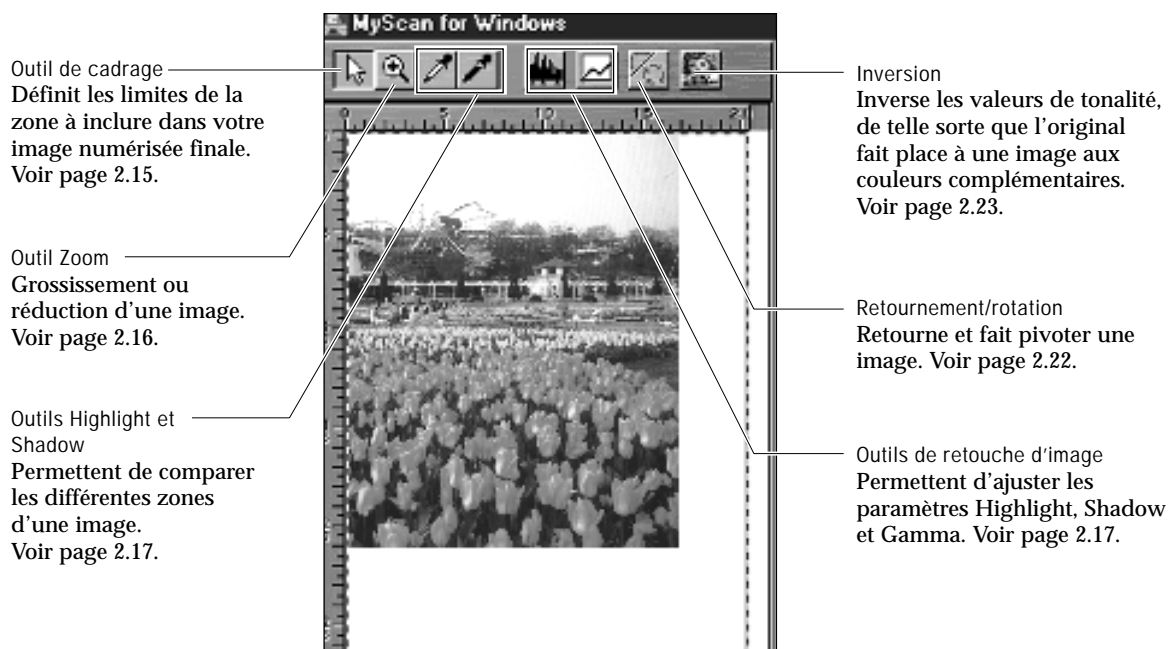 MyScan for Windows
Outil de cadrage
Définit les limites de la
zone à inclure dans votre
image numérisée finale.
Voir page 2.15.
Outil Zoom
Grossissement ou
réduction d'une image.
Voir page 2.16.
Outils Highlight et
Shadow
Permettent de comparer
les différentes zones
d'une image.
Voir page 2.17.
0 5 10 15 20
Inversion
Inverse les valeurs de tonalité,
de telle sorte que l'original
fait place à une image aux
couleurs complémentaires.
Voir page 2.23.
Retournement/rotation
Retourne et fait pivoter une
image. Voir page 2.22.
Outils de retouche d'image
Permettent d'ajuster les
paramètres Highlight, Shadow
et Gamma. Voir page 2.17.